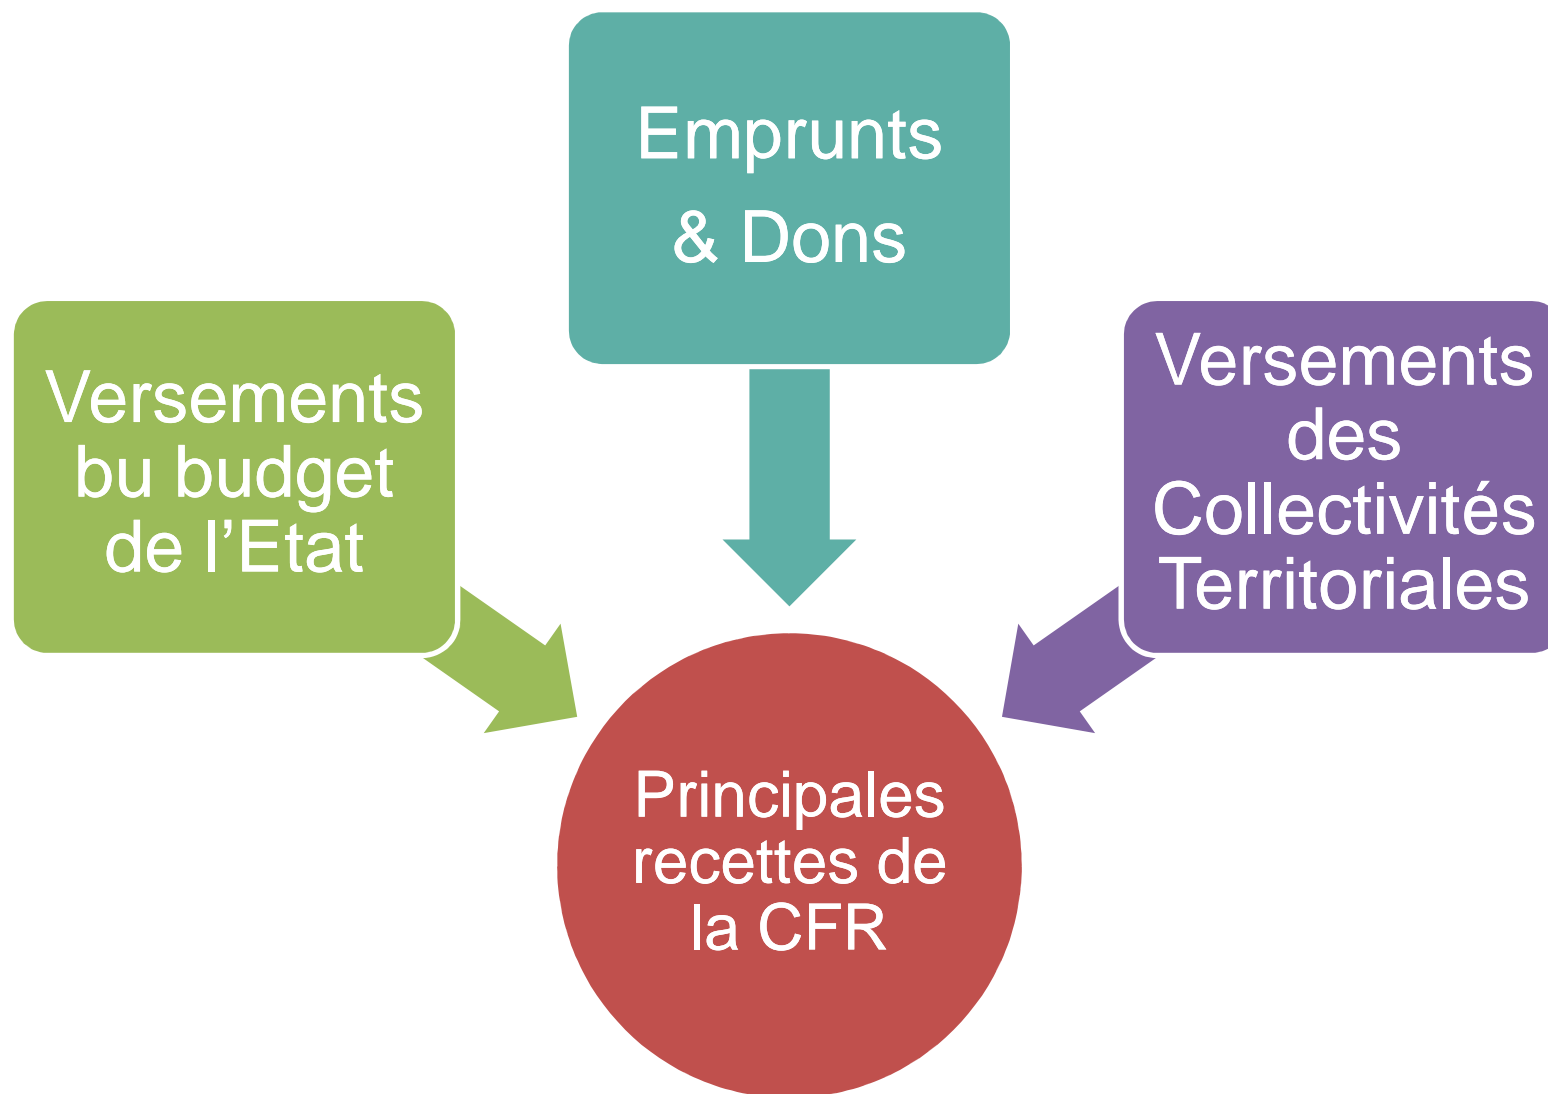 Emprunts
& Dons
Versements
bu budget
de l’Etat
Versements
des
Collectivités
Territoriales
Principales
recettes de
la CFR